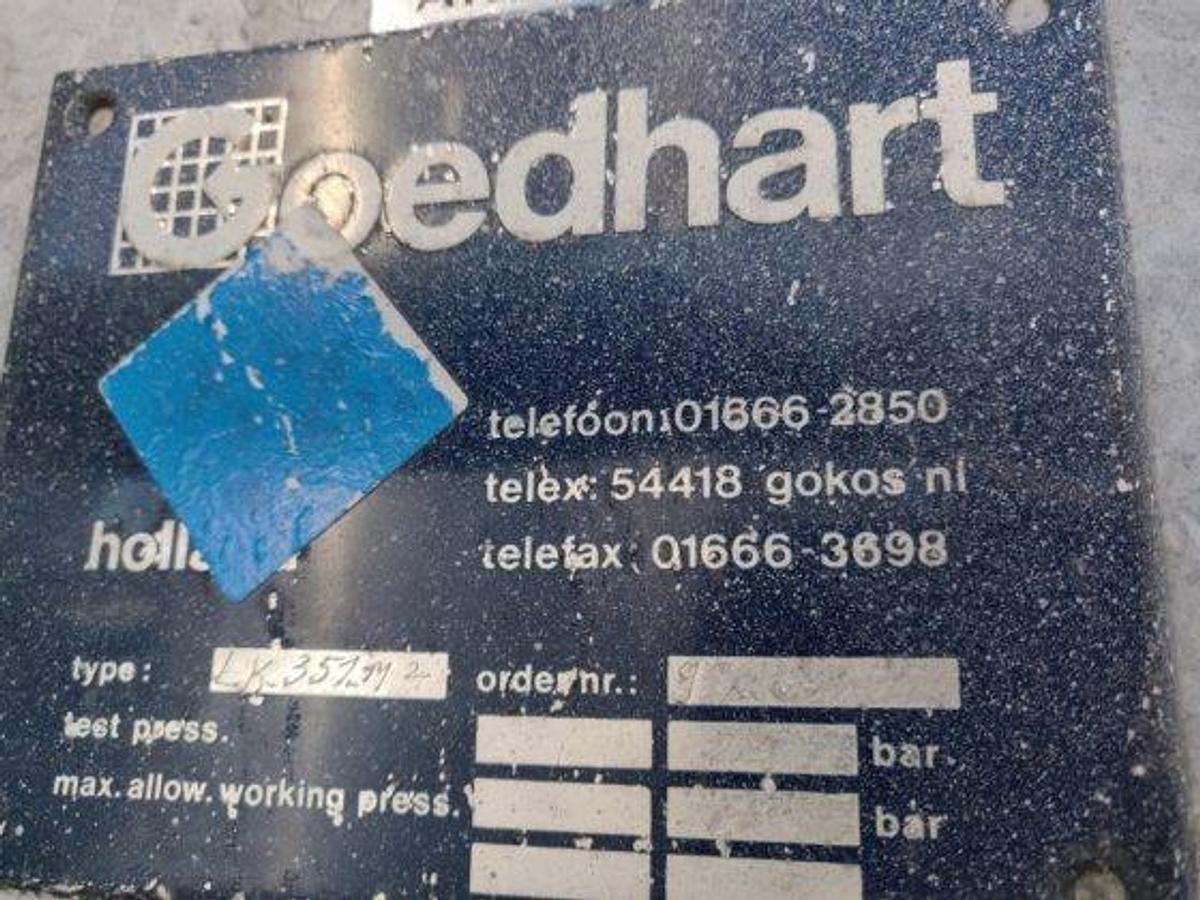 Goedhart
telefoon: 01666-2850
telex: 54418 gokos nl
holland
telefax 01666-3698
type:
order nr.:
test press.
bar.
max. allow. working press.
bar